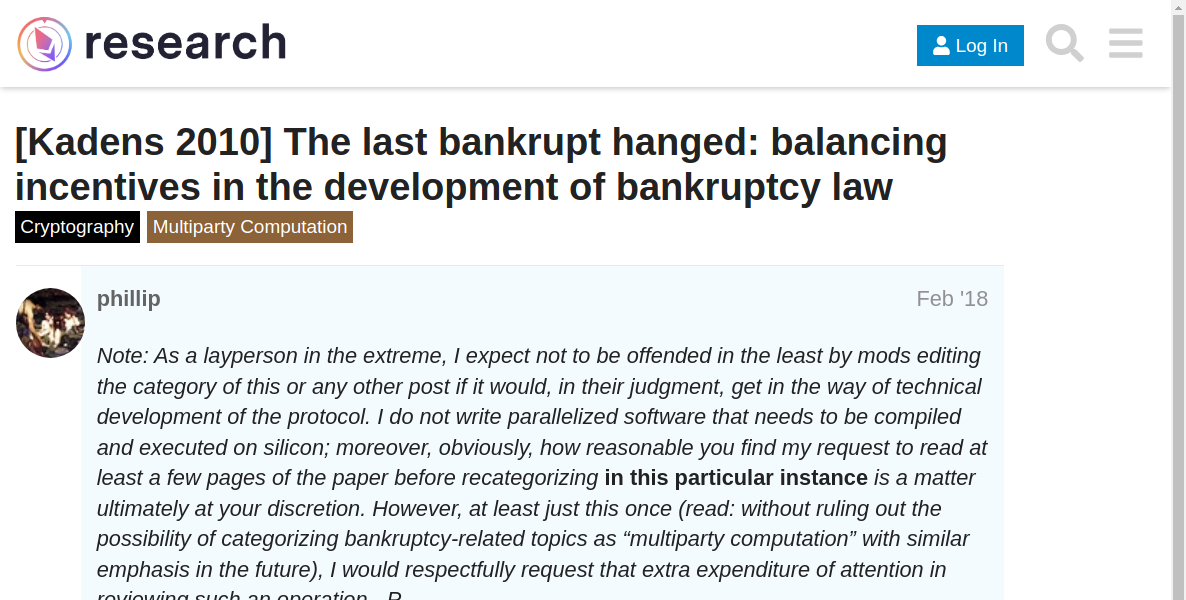 research
Log In
[Kadens 2010] The last bankrupt hanged: balancing
incentives in the development of bankruptcy law
Cryptography
Multiparty Computation
phillip
Feb '18
Note: As a layperson in the extreme, I expect not to be offended in the least by mods editing
the category of this or any other post if it would, in their judgment, get in the way of technical
development of the protocol. I do not write parallelized software that needs to be compiled
and executed on silicon; moreover, obviously, how reasonable you find my request to read at
least a few pages of the paper before recategorizing in this particular instance is a matter
ultimately at your discretion. However, at least just this once (read: without ruling out the
possibility of categorizing bankruptcy-related topics as “multiparty computation” with similar
emphasis in the future), I would respectfully request that extra expenditure of attention in
reviewing such an operation.